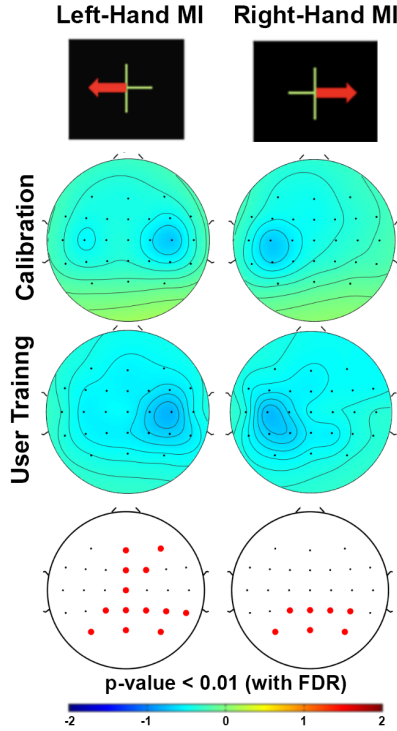 Left-Hand MI Right-Hand MI
Calibration
User Trainng
p-value < 0.01 (with FDR)
-2 -1 0 1 2